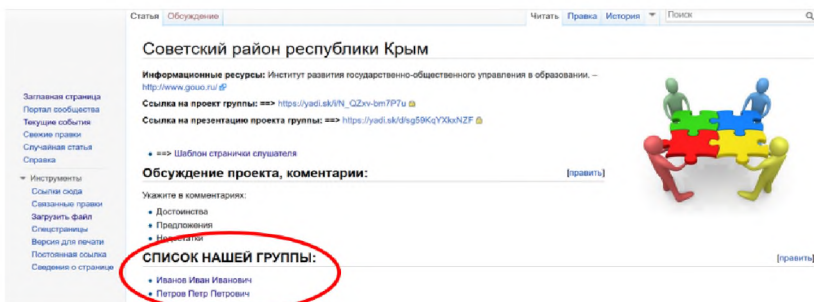 Статья Обсуждение
Читать Правка История Поиск
Советский район республики Крым
Информационные ресурсы: Институт развития государственно-общественного управления в образовании. –
http://www.gouo.ru/
Ссылка на проект группы: ==> https://yadi.sk/i/N_QZxv-bm7P7u
Ссылка на презентацию проекта группы: ==> https://yadi.sk/d/sg59KqYXkxNZF
==> Шаблон странички слушателя
Обсуждение проекта, коментарии: [править]
Укажите в комментариях:
Достоинства
Предложения
Недостатки
СПИСОК НАШЕЙ ГРУППЫ: [править]
Иванов Иван Иванович
Петров Петр Петрович
Заглавная страница
Портал сообщества
Текущие события
Свежие правки
Случайная статья
Справка
Инструменты
Ссылки сюда
Связанные правки
Загрузить файл
Спецстраницы
Версия для печати
Постоянная ссылка
Сведения о странице